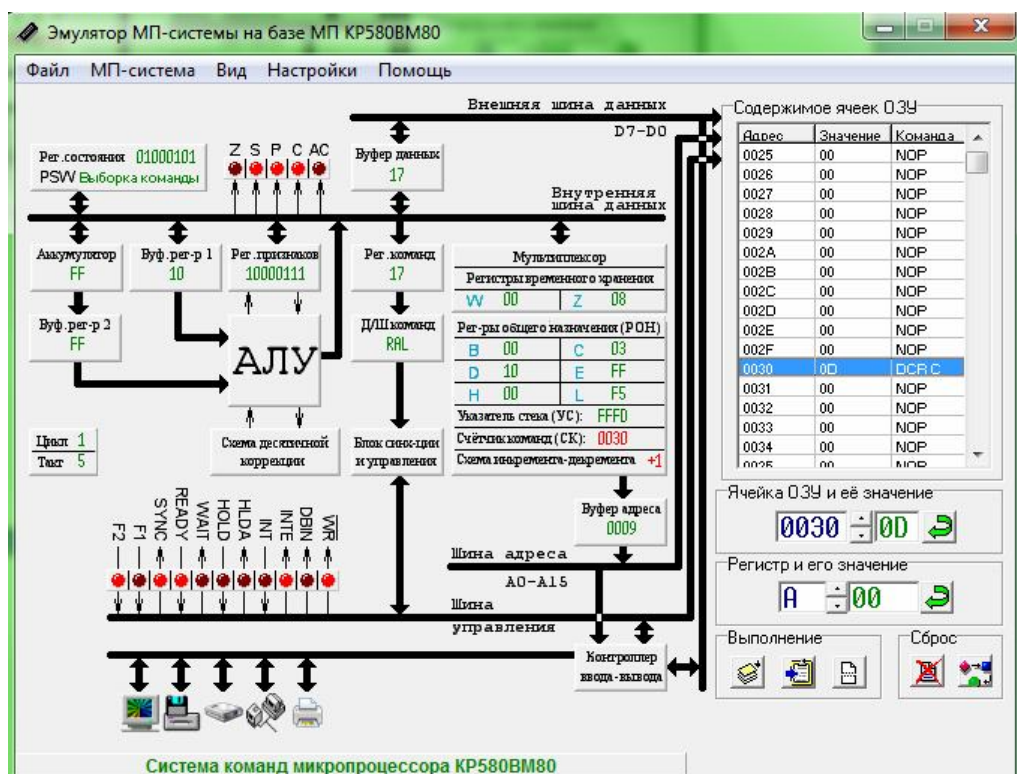 Эмулятор МП-системы на базе МП КР580ВМ80
Файл МП-система Вид Настройки Помощь
Внешняя шина данных
D7-D0
Рег.состояния 01000101
PSW Выборка команды
Z S P C AC
Буфер данных
17
Внутренняя
шина данных
Аккумулятор
FF
Буф.рег-р 1
10
Рег.признаков
10000111
Рег.команд
17
Мультиплексор
Регистры временного хранения
W 00 Z 08
Буф.рег-р 2
FF
АЛУ
Д/Ш команд
RAL
Рег-ры общего назначения (РОН)
B 00 C 03
D 10 E FF
H 00 L F5
Указатель стека (УС): FFFD
Счётчик команд (СК): 0030
Схема инкремента-декремента +1
Цикл 1
Такт 5
Схема десятичной
коррекции
Блок синх-ции
и управления
Буфер адреса
0009
F2 F1 SYNC READY WAIT HOLD HLDA INT INTE DBIN WR
Шина адреса
A0-A15
Шина
управления
Контроллер
ввода-вывода
Содержимое ячеек ОЗУ
Адрес Значение Команда
0025 00 NOP
0026 00 NOP
0027 00 NOP
0028 00 NOP
0029 00 NOP
002A 00 NOP
002B 00 NOP
002C 00 NOP
002D 00 NOP
002E 00 NOP
002F 00 NOP
0030 0D DCR C
0031 00 NOP
0032 00 NOP
0033 00 NOP
0034 00 NOP
0035 00 NOP
Ячейка ОЗУ и её значение
0030 0D
Регистр и его значение
A 00
Выполнение
Сброс
Система команд микропроцессора КР580ВМ80